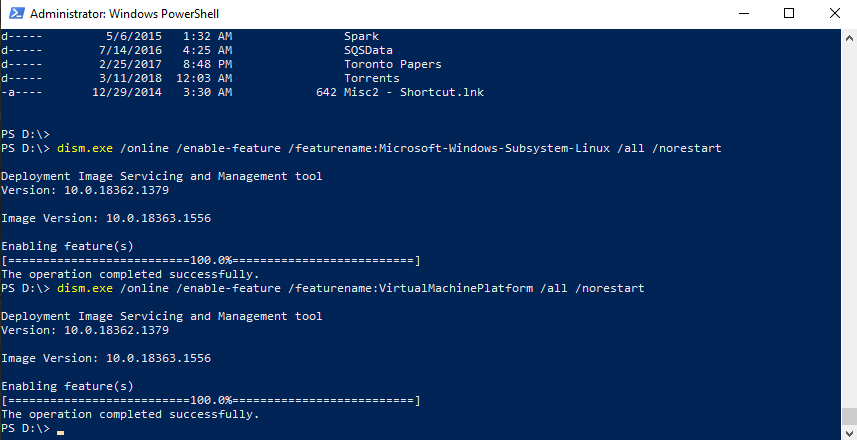 Administrator: Windows PowerShell
d----- 5/6/2015 1:32 AM Spark
d----- 7/14/2016 4:25 AM SQSData
d----- 2/25/2017 8:48 PM Toronto Papers
d----- 3/11/2018 12:03 AM Torrents
-a---- 12/29/2014 3:30 AM 642 Misc2 - Shortcut.lnk
PS D:\>
PS D:\> dism.exe /online /enable-feature /featurename:Microsoft-Windows-Subsystem-Linux /all /norestart
Deployment Image Servicing and Management tool
Version: 10.0.18362.1379
Image Version: 10.0.18363.1556
Enabling feature(s)
[==========================100.0%==========================]
The operation completed successfully.
PS D:\> dism.exe /online /enable-feature /featurename:VirtualMachinePlatform /all /norestart
Deployment Image Servicing and Management tool
Version: 10.0.18362.1379
Image Version: 10.0.18363.1556
Enabling feature(s)
[==========================100.0%==========================]
The operation completed successfully.
PS D:\>